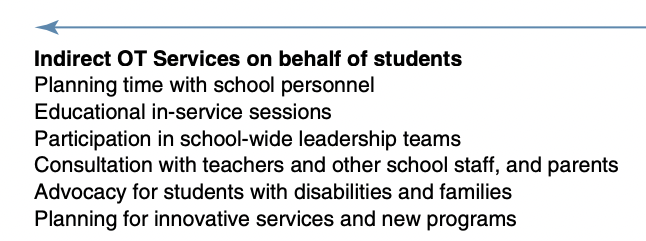 Indirect OT Services on behalf of students
Planning time with school personnel
Educational in-service sessions
Participation in school-wide leadership teams
Consultation with teachers and other school staff, and parents
Advocacy for students with disabilities and families
Planning for innovative services and new programs